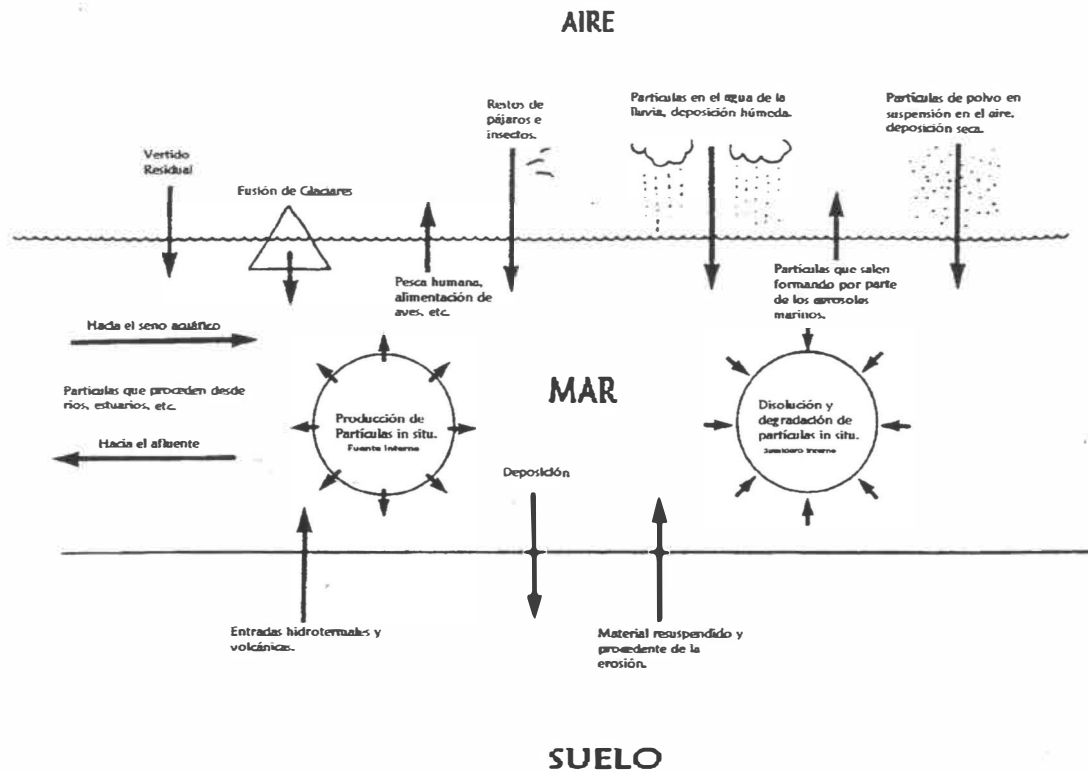 AIRE
Restos de
pájaros e
insectos.
Partículas en el agua de la
lluvia, deposición húmeda.
Partículas de polvo en
suspensión en el aire,
deposición seca.
Vertido
Residual
Fusión de Glaciares
Pesca humana,
alimentación de
aves, etc.
Partículas que salen
formando por parte
de los aerosoles
marinos.
Hacia el seno acuático
Partículas que proceden desde
ríos, estuarios, etc.
Hacia el afluente
Producción de
Partículas in situ.
Fuente Interna
MAR
Disolución y
degradación de
partículas in situ.
Sumidero Interno
Deposición
Entradas hidrotermales y
volcánicas.
Material resuspendido y
procedente de la
erosión.
SUELO